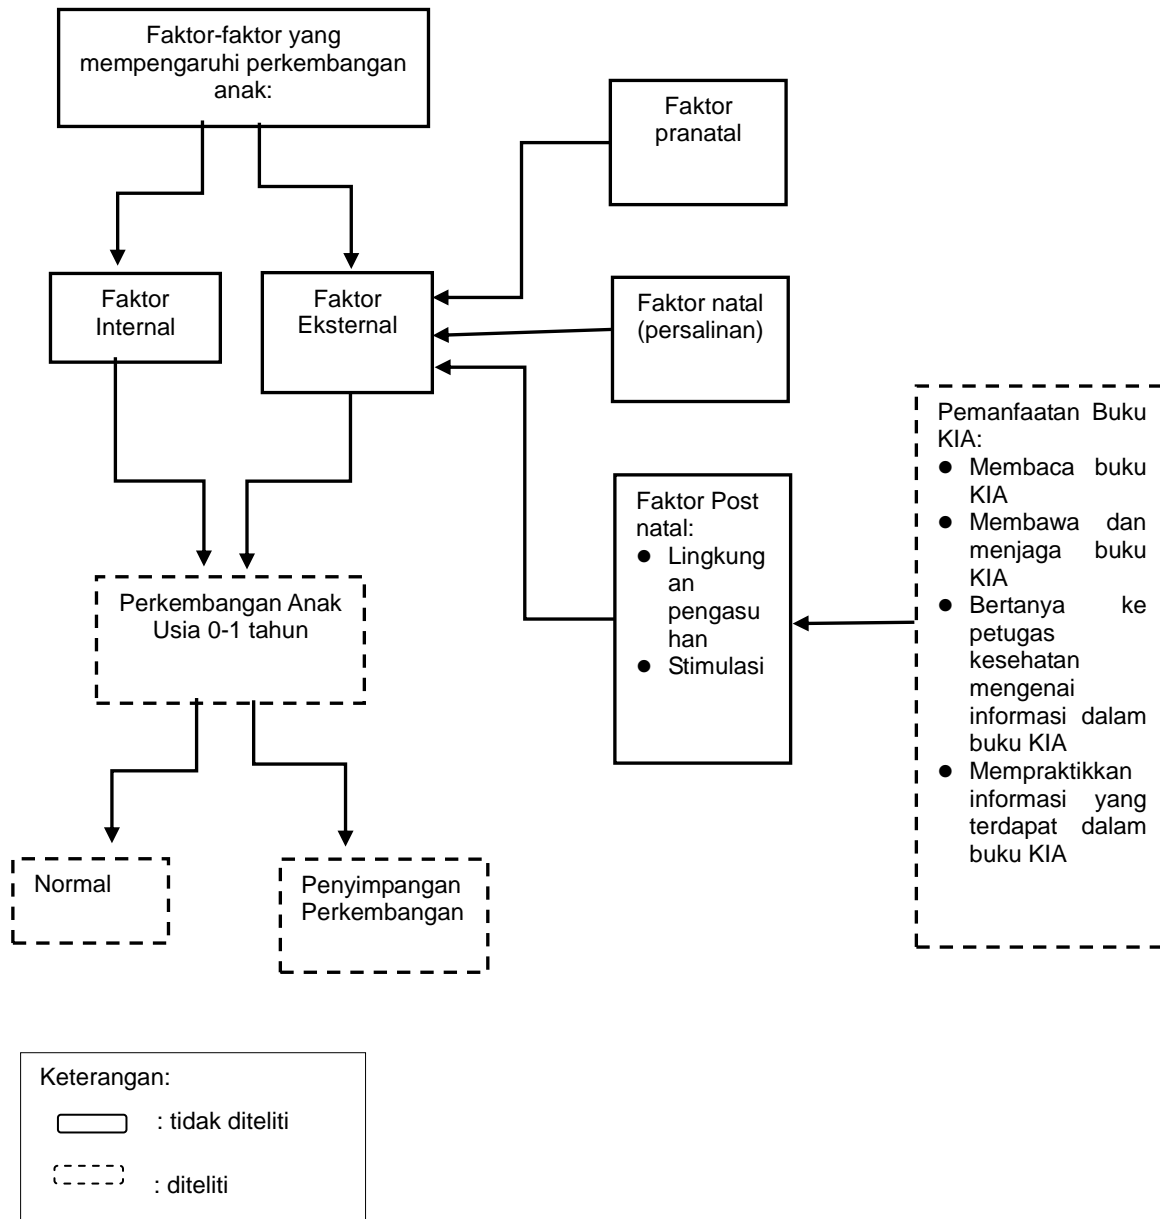 Faktor-faktor yang
mempengaruhi perkembangan
anak:
Faktor
pranatal
Faktor
Internal
Faktor
Eksternal
Faktor natal
(persalinan)
Pemanfaatan Buku
KIA:
● Membaca buku
KIA
● Membawa dan
menjaga buku
KIA
● Bertanya ke
petugas
kesehatan
mengenai
informasi dalam
buku KIA
● Mempraktikkan
informasi yang
terdapat dalam
buku KIA
Faktor Post
natal:
● Lingkung
an
pengasu
han
● Stimulasi
Perkembangan Anak
Usia 0-1 tahun
Normal
Penyimpangan
Perkembangan
Keterangan:
: tidak diteliti
: diteliti